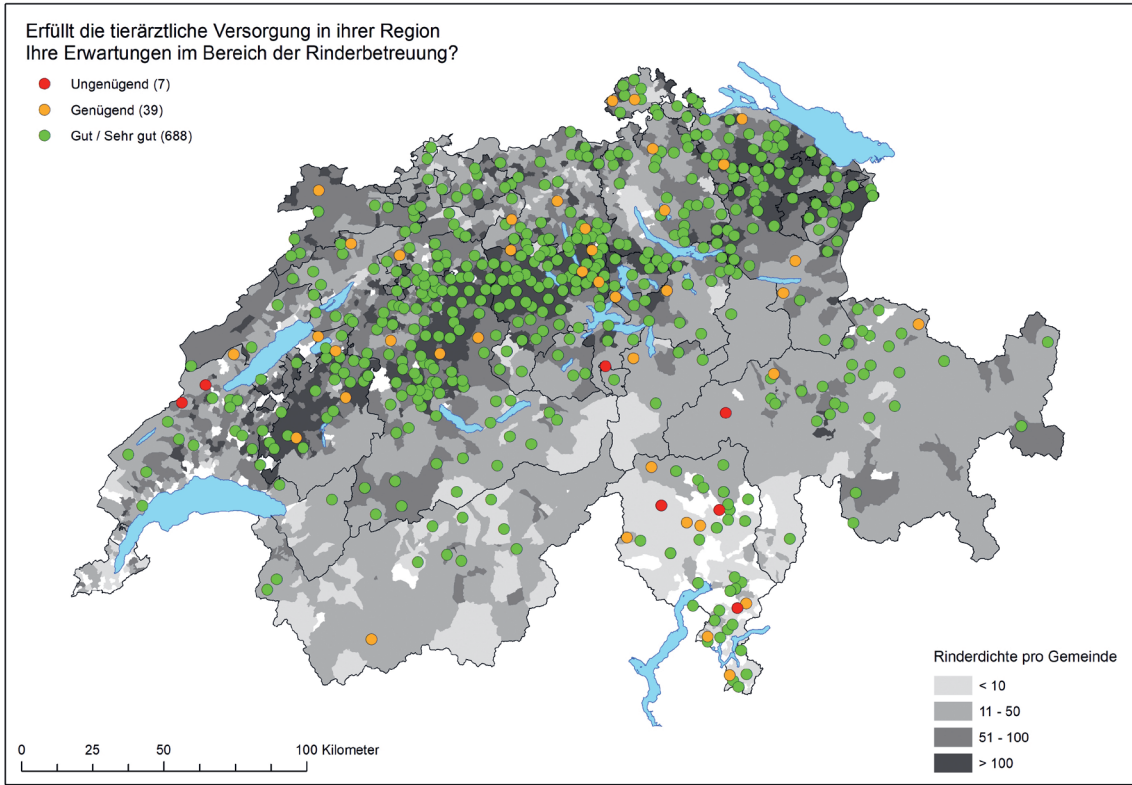 Erfüllt die tierärztliche Versorgung in ihrer Region
Ihre Erwartungen im Bereich der Rinderbetreuung?
Ungenügend (7)
Genügend (39)
Gut / Sehr gut (688)
Rinderdichte pro Gemeinde
< 10
11 - 50
51 - 100
> 100
0 25 50 100 Kilometer